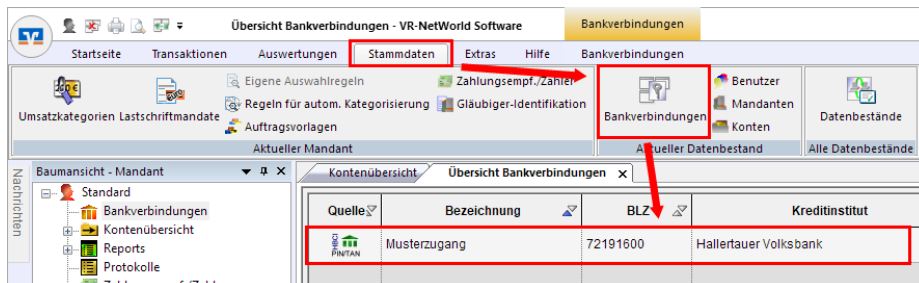 Übersicht Bankverbindungen - VR-NetWorld Software
Bankverbindungen
Startseite Transaktionen Auswertungen Stammdaten Extras Hilfe Bankverbindungen
Umsatzkategorien
Lastschriftmandate
Eigene Auswahlregeln
Regeln für autom. Kategorisierung
Auftragsvorlagen
Zahlungsempf./Zahler
Gläubiger-Identifikation
Aktueller Mandant
Bankverbindungen
Benutzer
Mandanten
Konten
Aktueller Datenbestand
Datenbestände
Alle Datenbestände
Nachrichten
Baumansicht - Mandant
Standard
Bankverbindungen
Kontenübersicht
Reports
Protokolle
Kontenübersicht Übersicht Bankverbindungen x
Quelle Bezeichnung BLZ Kreditinstitut
HBCI PIN/TAN Musterzugang 72191600 Hallertauer Volksbank